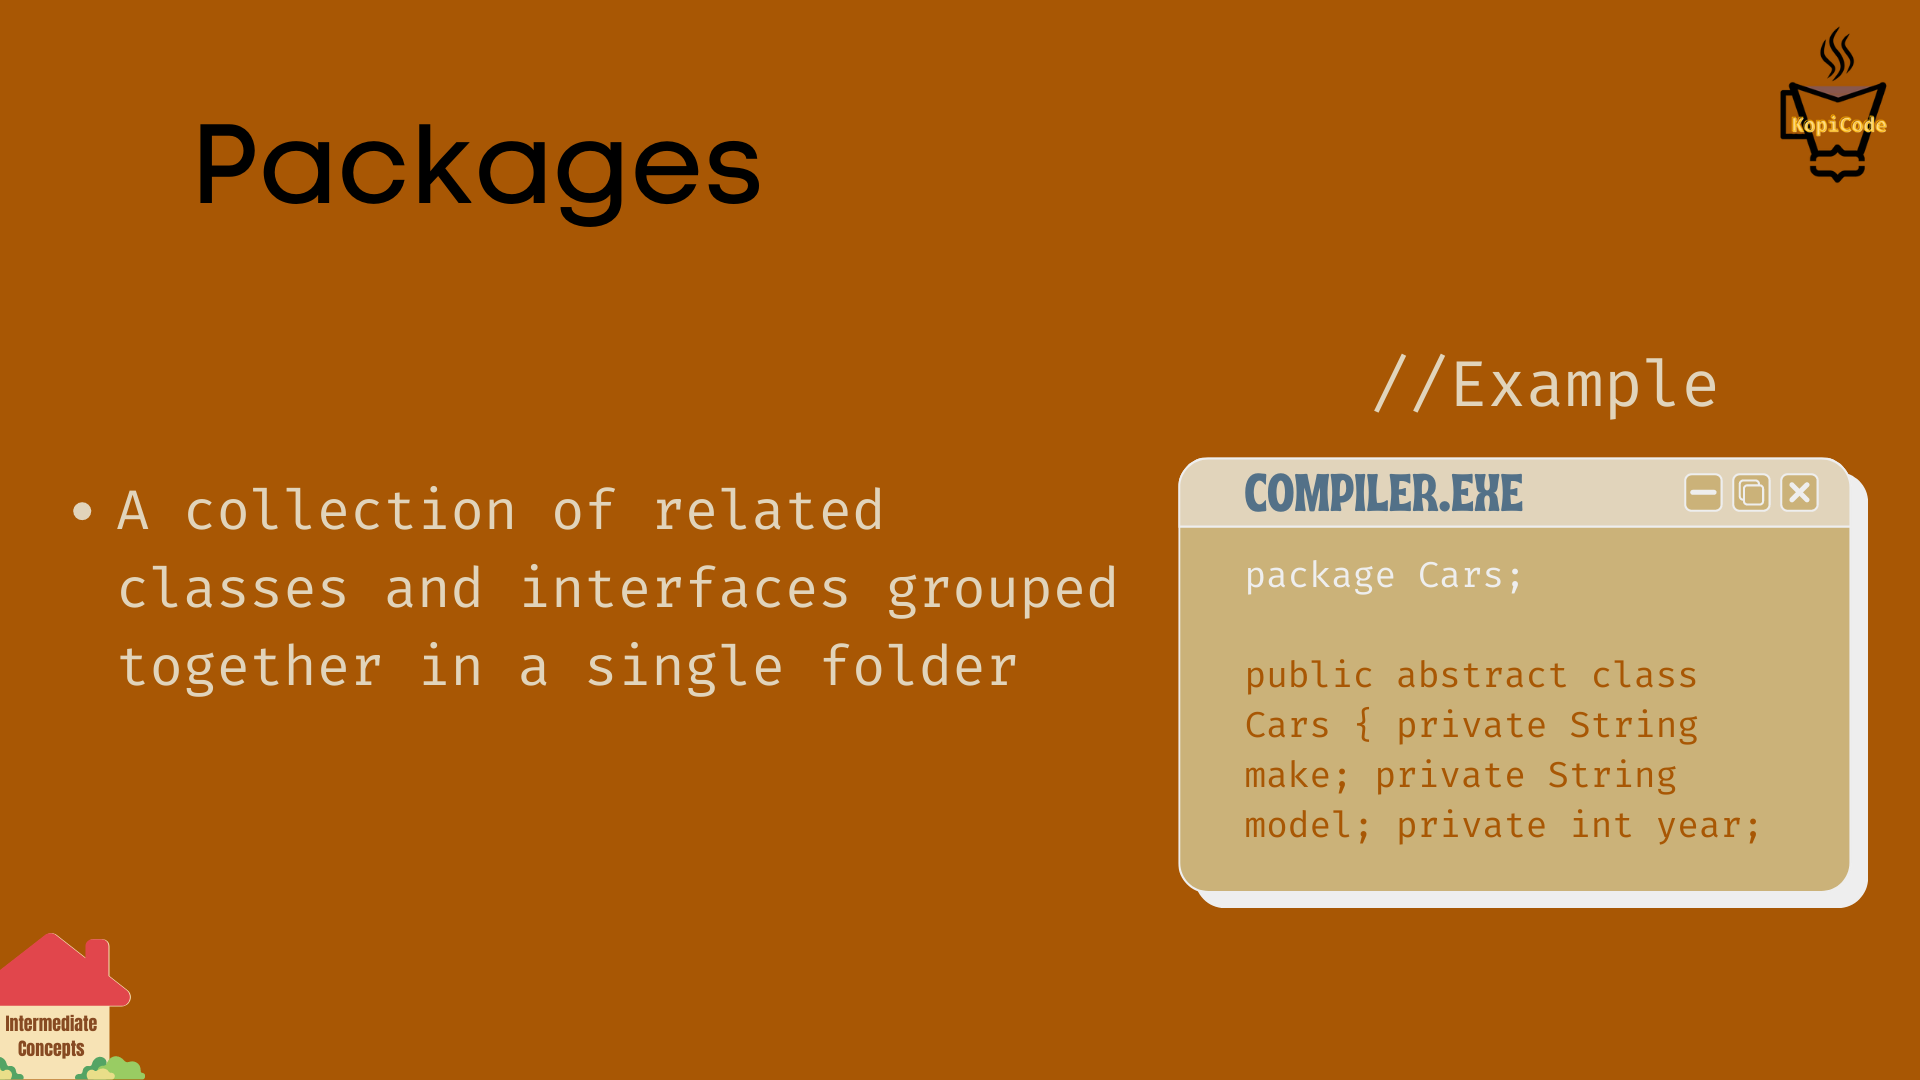 Packages
KopiCode
//Example
• A collection of related
classes and interfaces grouped
together in a single folder
COMPILER.EXE
package Cars;
public abstract class
Cars { private String
make; private String
model; private int year;
Intermediate
Concepts